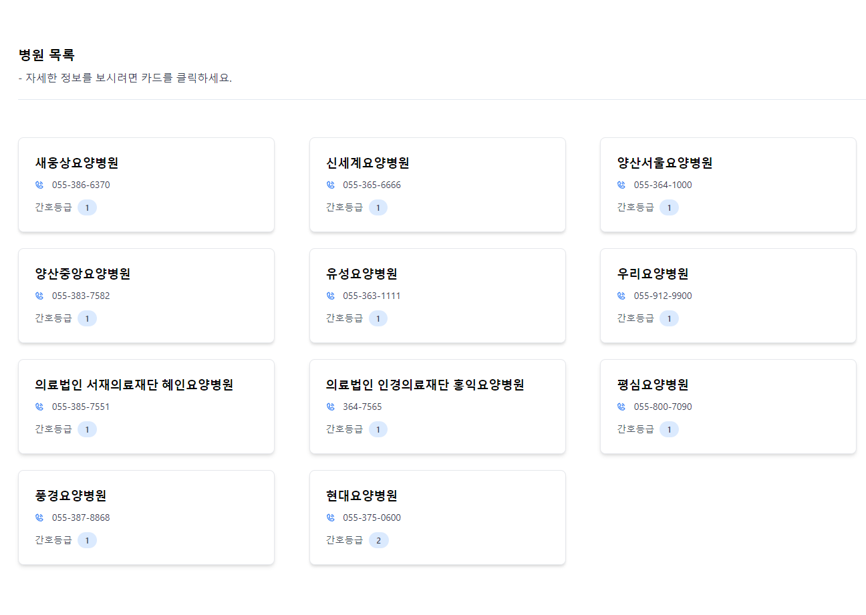 병원 목록
- 자세한 정보를 보시려면 카드를 클릭하세요.
새웅상요양병원
055-386-6370
간호등급 1
신세계요양병원
055-365-6666
간호등급 1
양산서울요양병원
055-364-1000
간호등급 1
양산중앙요양병원
055-383-7582
간호등급 1
유성요양병원
055-363-1111
간호등급 1
우리요양병원
055-912-9900
간호등급 1
의료법인 서재의료재단 혜인요양병원
055-385-7551
간호등급 1
의료법인 인경의료재단 홍익요양병원
364-7565
간호등급 1
평심요양병원
055-800-7090
간호등급 1
풍경요양병원
055-387-8868
간호등급 1
현대요양병원
055-375-0600
간호등급 2